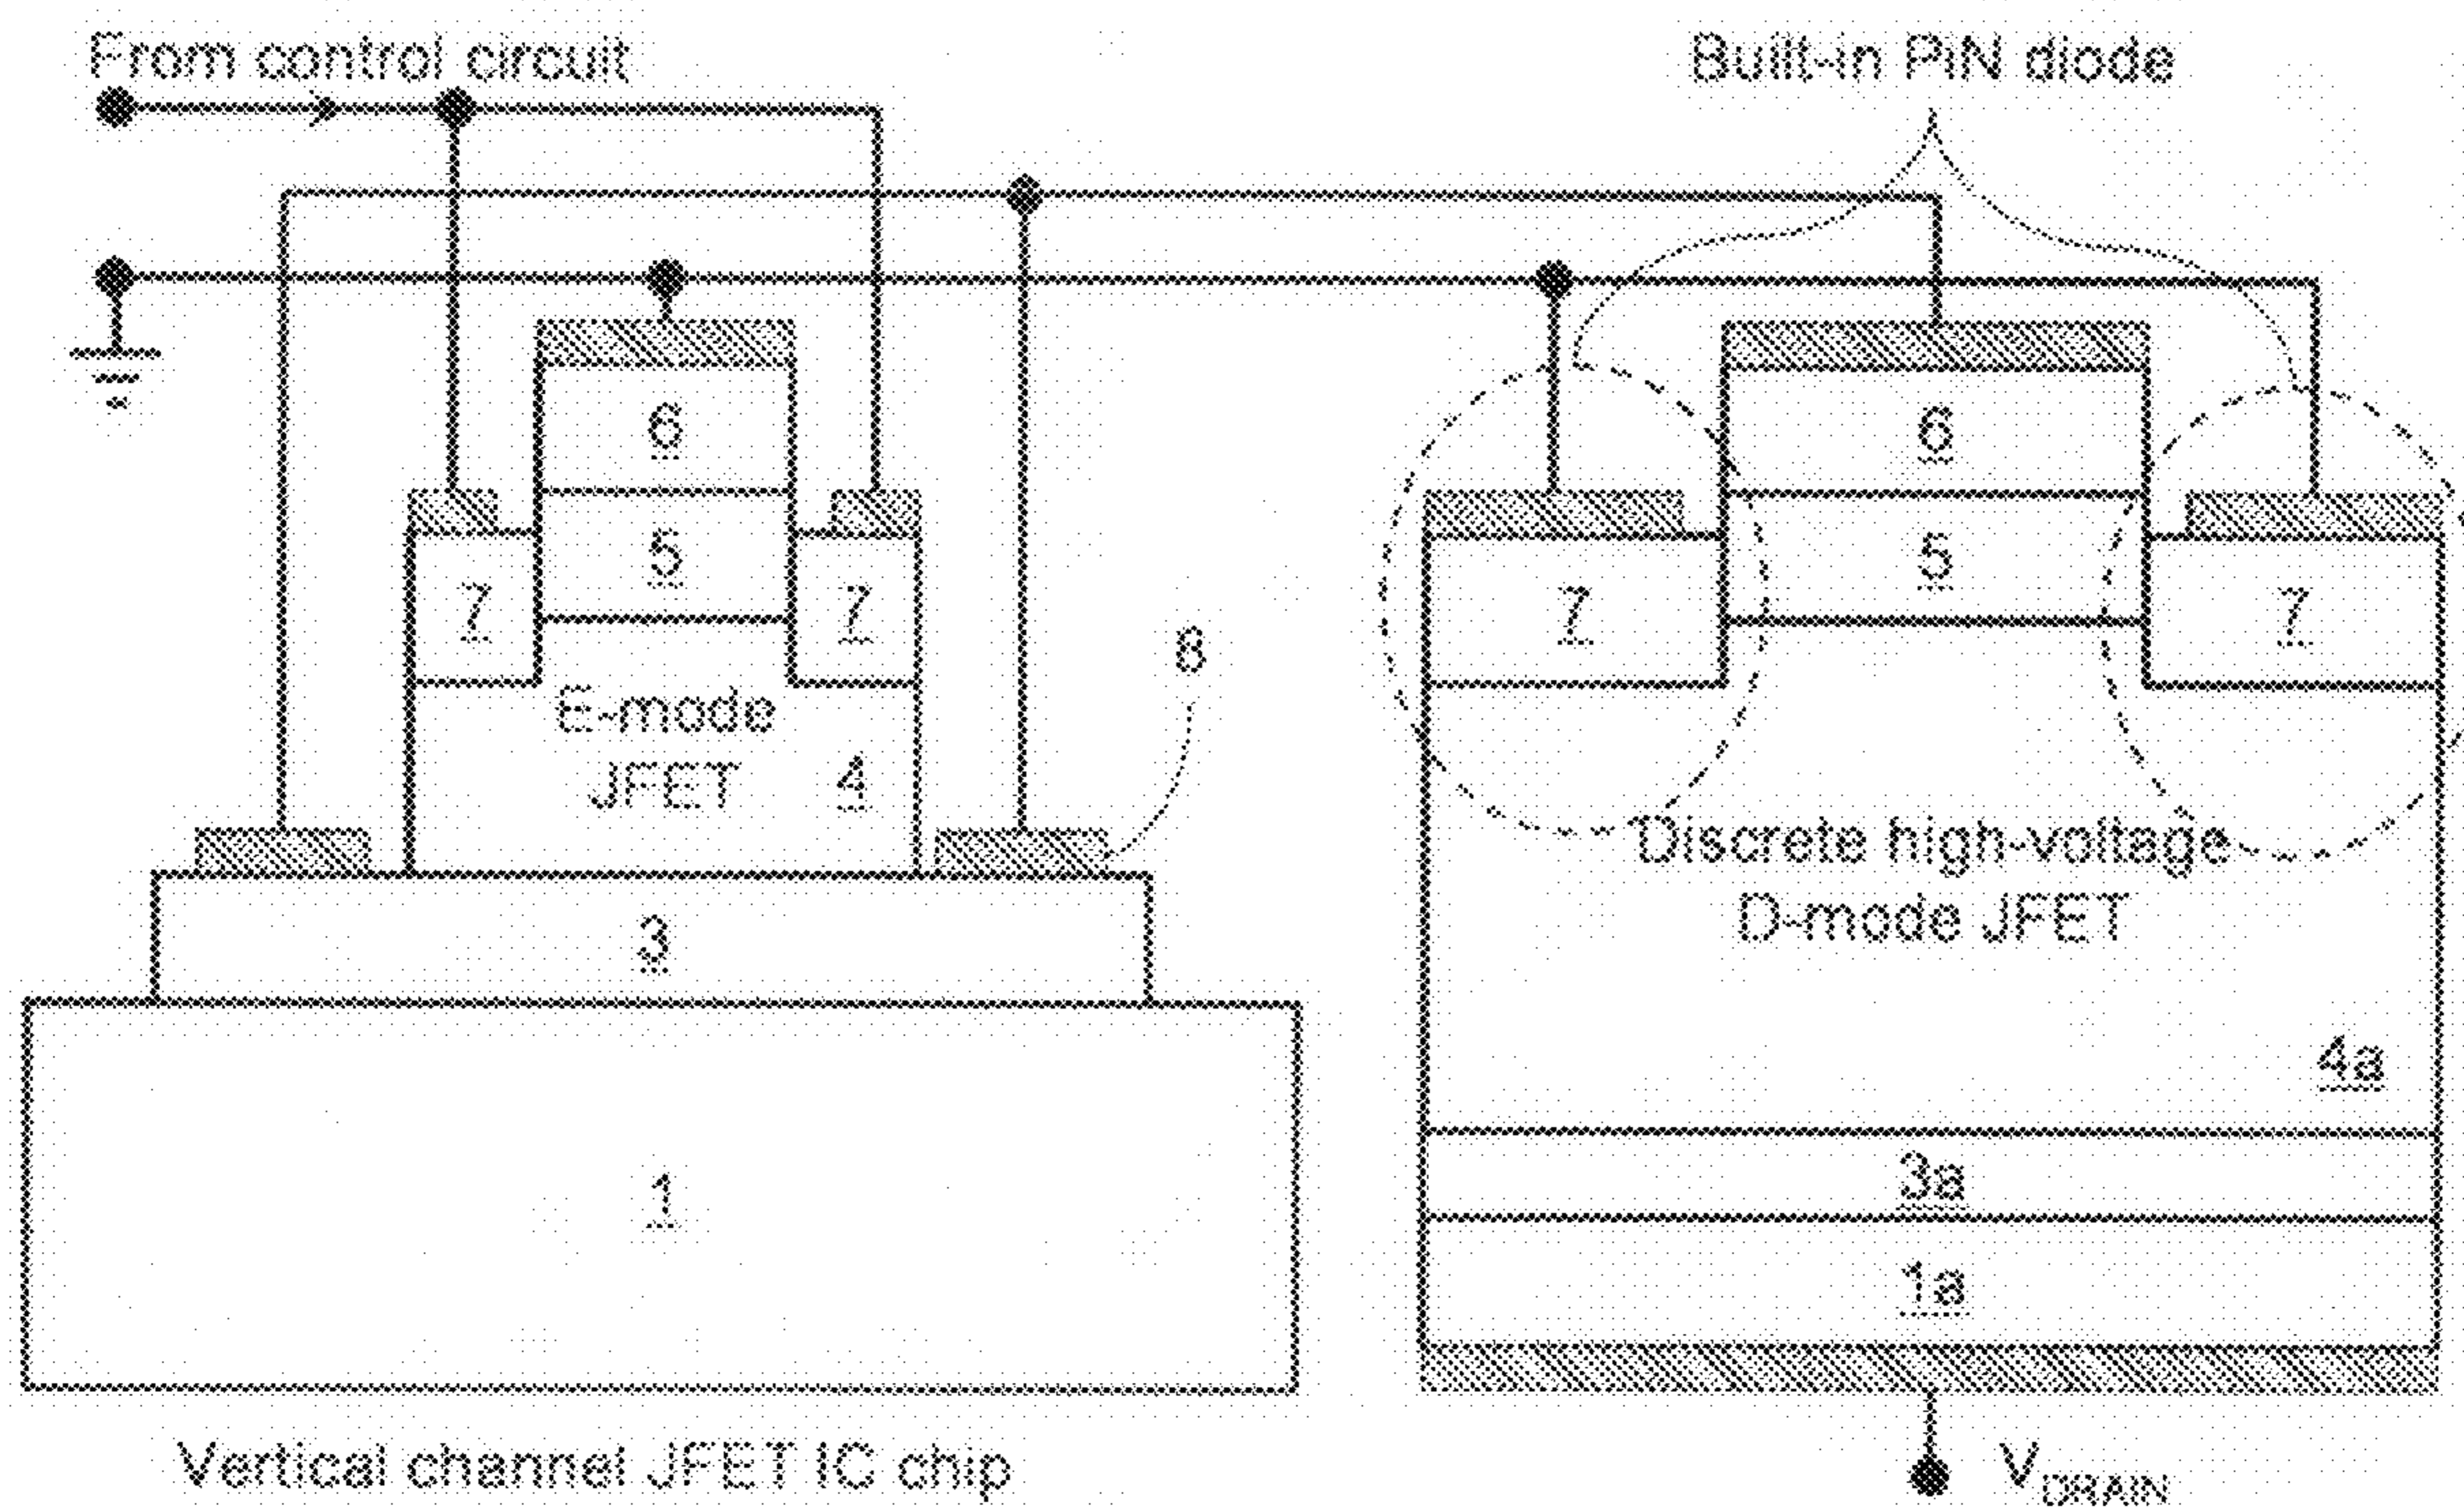 From control circuit
Built-in PiN diode
6
6
5
5
7
7
7
7
8
E-mode
JFET
4
Discrete high-voltage
D-mode JFET
3
4a
3a
1
1a
Vertical channel JFET IC chip
VDRAIN